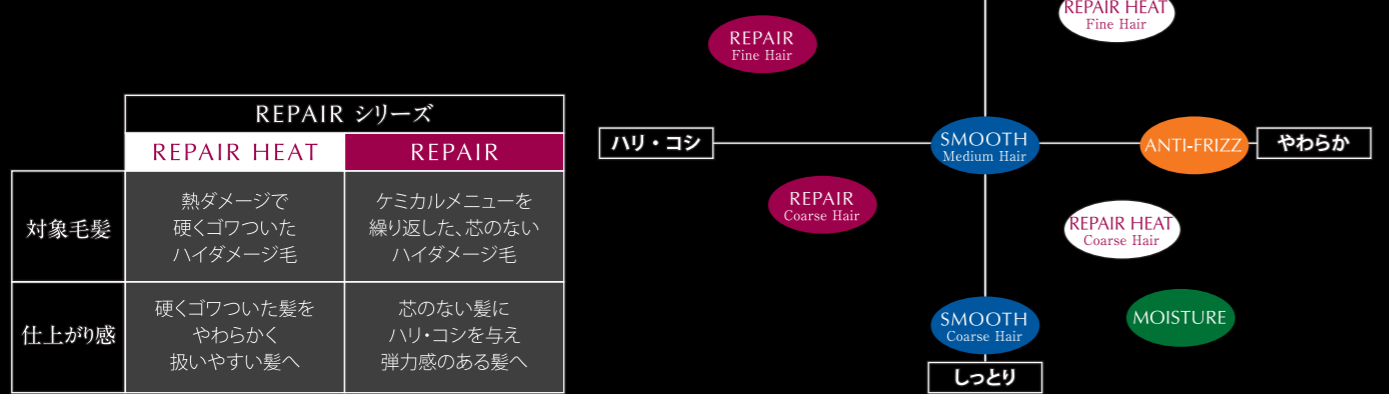 REPAIR シリーズ
REPAIR HEAT
REPAIR
対象毛髪
熱ダメージで
硬くゴワついた
ハイダメージ毛
ケミカルメニューを
繰り返した、芯のない
ハイダメージ毛
仕上がり感
硬くゴワついた髪を
やわらかく
扱いやすい髪へ
芯のない髪に
ハリ・コシを与え
弾力感のある髪へ
REPAIR HEAT
Fine Hair
REPAIR
Fine Hair
ハリ・コシ
SMOOTH
Medium Hair
ANTI-FRIZZ
やわらか
REPAIR
Coarse Hair
REPAIR HEAT
Coarse Hair
SMOOTH
Coarse Hair
MOISTURE
しっとり